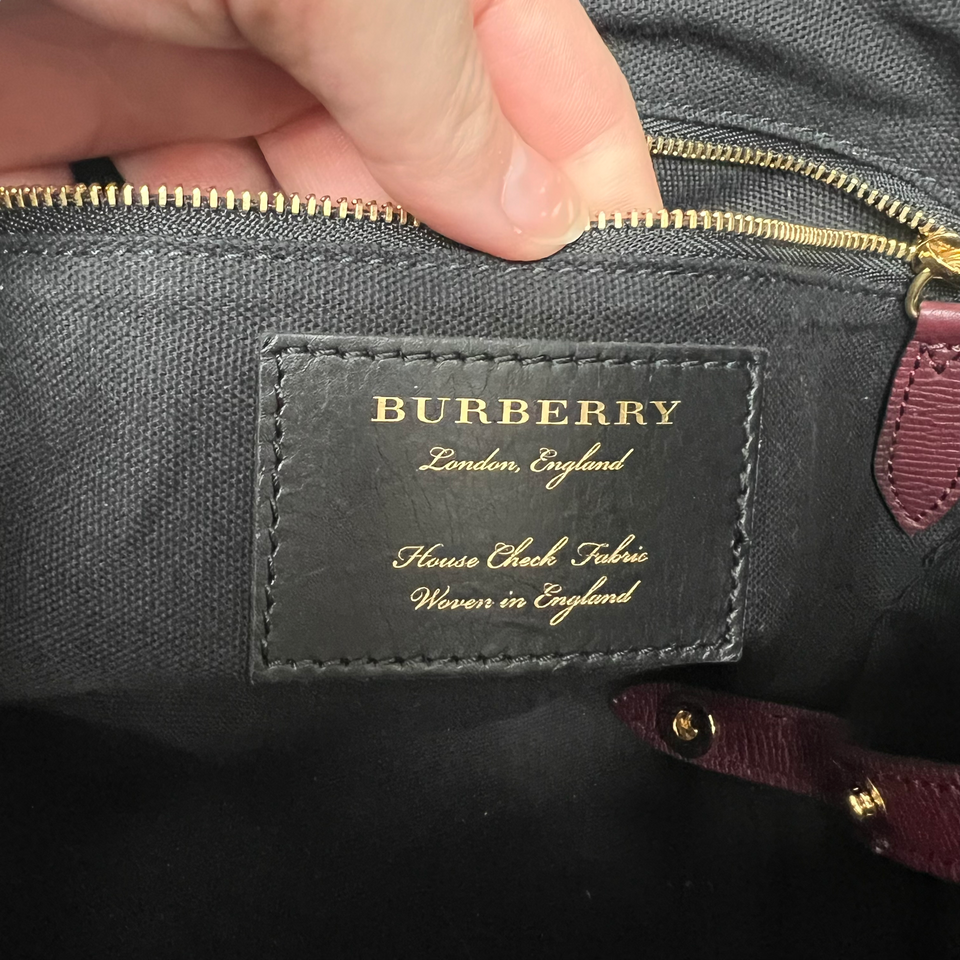 BURBERRY
London, England
House Check Fabric
Woven in England